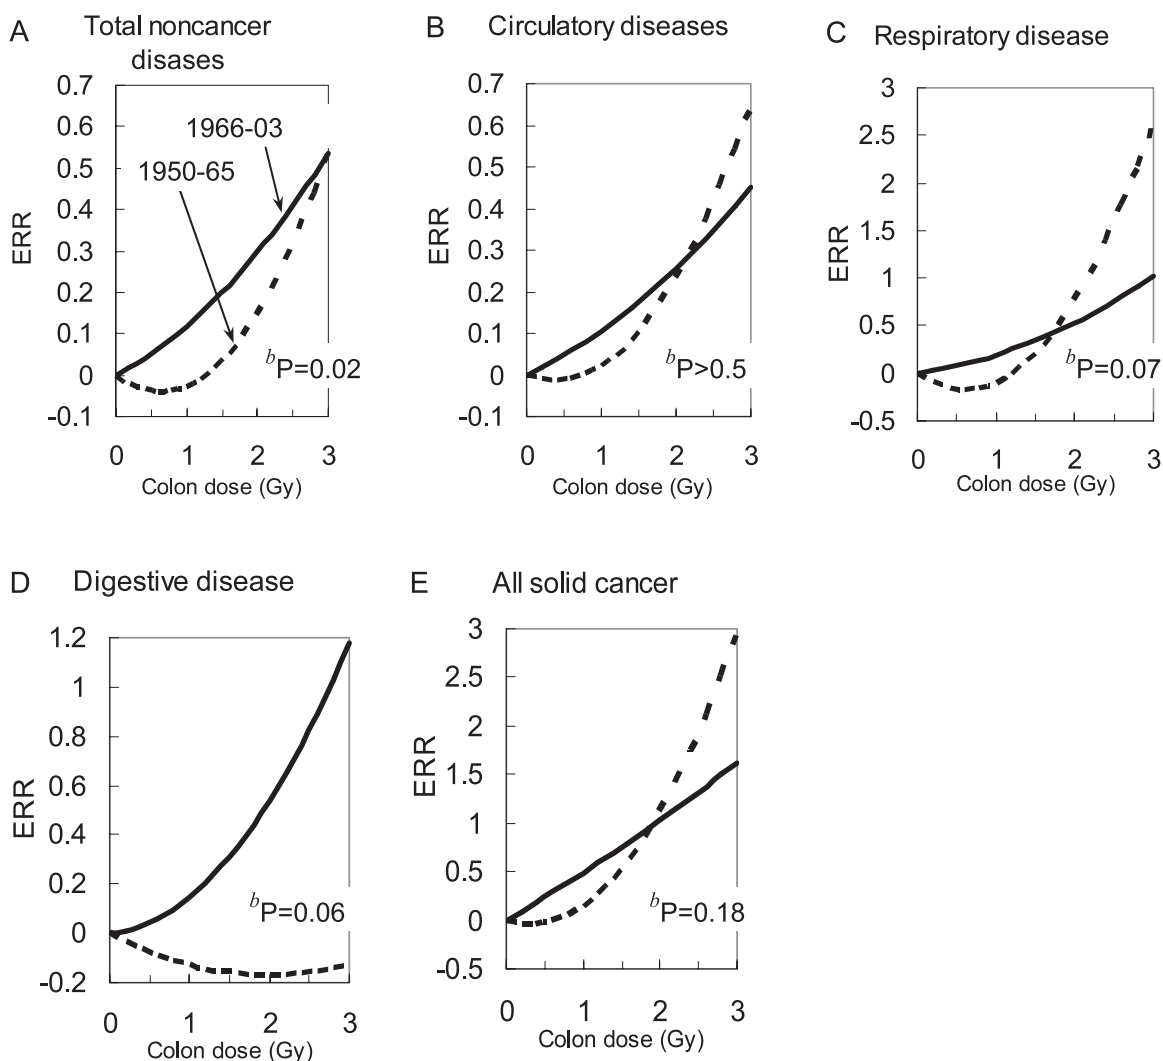 A Total noncancer
disases
0.7
0.6
0.5
0.4
0.3
0.2
0.1
0
-0.1
ERR
1966-03
1950-65
bP=0.02
0 1 2 3
Colon dose (Gy)
B Circulatory diseases
0.7
0.6
0.5
0.4
0.3
0.2
0.1
0
-0.1
ERR
bP>0.5
0 1 2 3
Colon dose (Gy)
C Respiratory disease
3
2.5
2
1.5
1
0.5
0
-0.5
ERR
bP=0.07
0 1 2 3
Colon dose (Gy)
D Digestive disease
1.2
1
0.8
0.6
0.4
0.2
0
-0.2
ERR
bP=0.06
0 1 2 3
Colon dose (Gy)
E All solid cancer
3
2.5
2
1.5
1
0.5
0
-0.5
ERR
bP=0.18
0 1 2 3
Colon dose (Gy)